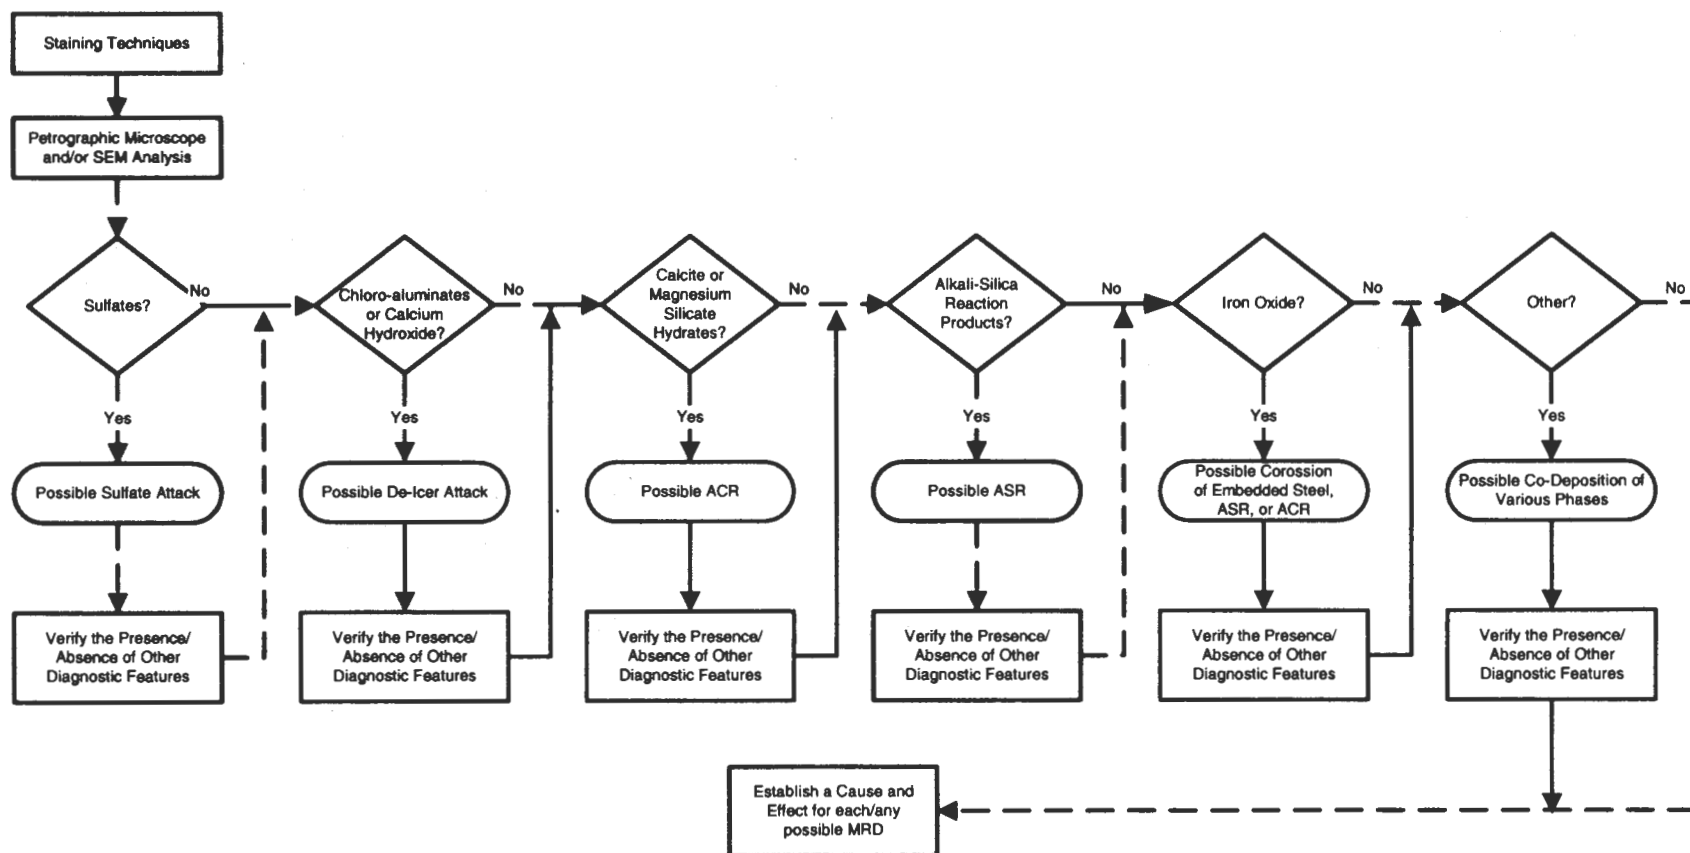 Staining Techniques
Petrographic Microscope
and/or SEM Analysis
Sulfates?
No
Chloro-aluminates
or Calcium
Hydroxide?
No
Calcite or
Magnesium
Silicate
Hydrates?
No
Alkali-Silica
Reaction
Products?
No
Iron Oxide?
No
Other?
No
Yes
Yes
Yes
Yes
Yes
Yes
Possible Sulfate Attack
Possible De-Icer Attack
Possible ACR
Possible ASR
Possible Corossion
of Embedded Steel,
ASR, or ACR
Possible Co-Deposition of
Various Phases
Verify the Presence/
Absence of Other
Diagnostic Features
Verify the Presence/
Absence of Other
Diagnostic Features
Verify the Presence/
Absence of Other
Diagnostic Features
Verify the Presence/
Absence of Other
Diagnostic Features
Verify the Presence/
Absence of Other
Diagnostic Features
Verify the Presence/
Absence of Other
Diagnostic Features
Establish a Cause and
Effect for each/any
possible MRD